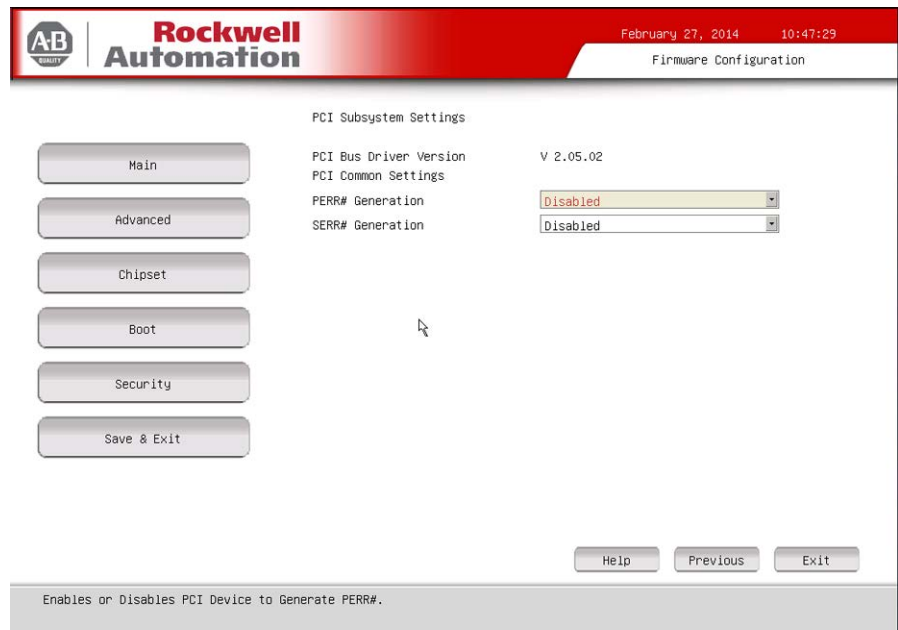 A·B
QUALITY
Rockwell
Automation
February 27, 2014 10:47:29
Firmware Configuration
PCI Subsystem Settings
PCI Bus Driver Version V 2.05.02
PCI Common Settings
PERR# Generation Disabled
SERR# Generation Disabled
Main
Advanced
Chipset
Boot
Security
Save & Exit
Help Previous Exit
Enables or Disables PCI Device to Generate PERR#.